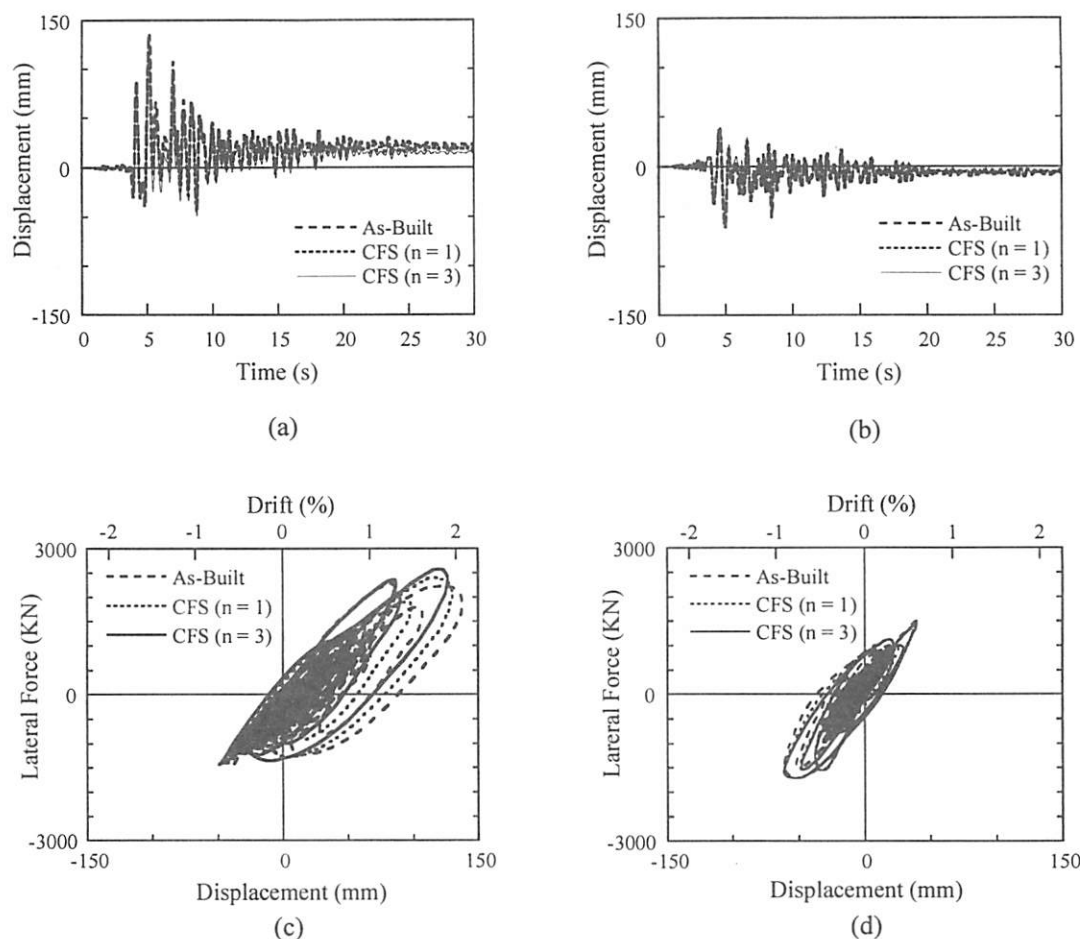 150
Displacement (mm)
0
-150
As-Built
CFS (n = 1)
CFS (n = 3)
0 5 10 15 20 25 30
Time (s)
(a)
150
Displacement (mm)
0
-150
As-Built
CFS (n = 1)
CFS (n = 3)
0 5 10 15 20 25 30
Time (s)
(b)
Drift (%)
-2 -1 0 1 2
3000
Lateral Force (KN)
0
-3000
As-Built
CFS (n = 1)
CFS (n = 3)
-150 0 150
Displacement (mm)
(c)
Drift (%)
-2 -1 0 1 2
3000
Lareral Force (KN)
0
-3000
As-Built
CFS (n = 1)
CFS (n = 3)
-150 0 150
Displacement (mm)
(d)